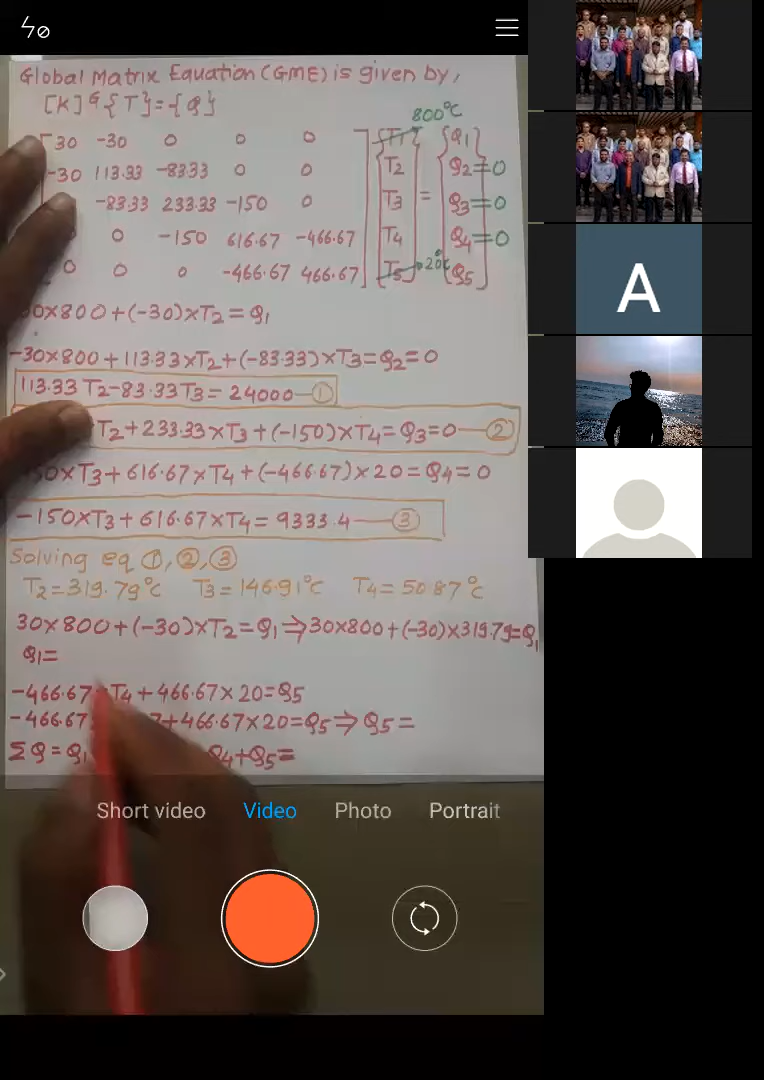 Global Matrix Equation (GME) is given by,
[K]ᴳ {T} = {Q}
800°C
30 -30 0 0 0 T1 Q1
-30 113.33 -83.33 0 0 T2 Q2=0
-83.33 233.33 -150 0 T3 = Q3=0
0 -150 616.67 -466.67 T4 Q4=0
0 0 0 -466.67 466.67 T5 20°C Q5
0×800+(-30)×T2=Q1
-30×800+113.33×T2+(-83.33)×T3=Q2=0
113.33T2-83.33T3=24000—①
T2+233.33×T3+(-150)×T4=Q3=0—②
50×T3+616.67×T4+(-466.67)×20=Q4=0
-150×T3+616.67×T4=9333.4—③
Solving eq ①,②,③
T2=319.79°C T3=146.91°C T4=50.87°C
30×800+(-30)×T2=Q1⇒30×800+(-30)×319.79=Q1
Q1=
-466.67×T4+466.67×20=Q5
-466.67 7+466.67×20=Q5⇒Q5=
ΣQ=Q1 Q4+Q5=
Short video Video Photo Portrait
A